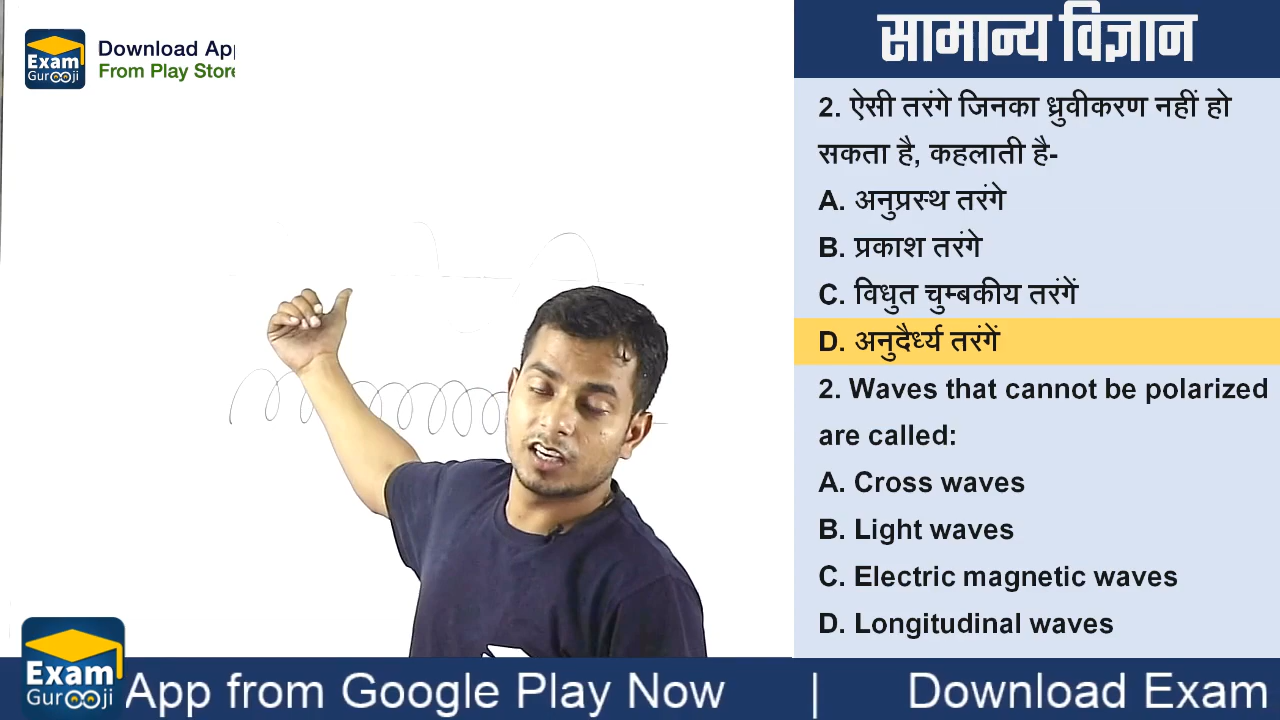 Download Ap
From Play Store
Exam
Gurooji
सामान्य विज्ञान
2. ऐसी तरंगे जिनका ध्रुवीकरण नहीं हो
सकता है, कहलाती है-
A. अनुप्रस्थ तरंगे
B. प्रकाश तरंगे
C. विधुत चुम्बकीय तरंगें
D. अनुदैर्ध्य तरंगें
2. Waves that cannot be polarized
are called:
A. Cross waves
B. Light waves
C. Electric magnetic waves
D. Longitudinal waves
Exam
Gurooji
App from Google Play Now | Download Exam